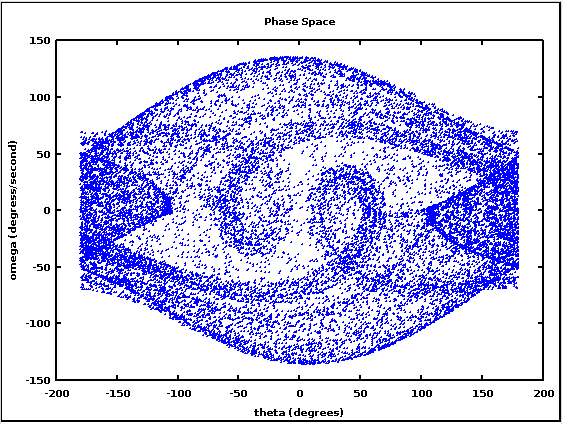 Phase Space
150
100
50
0
-50
-100
-150
omega (degrees/second)
-200 -150 -100 -50 0 50 100 150 200
theta (degrees)